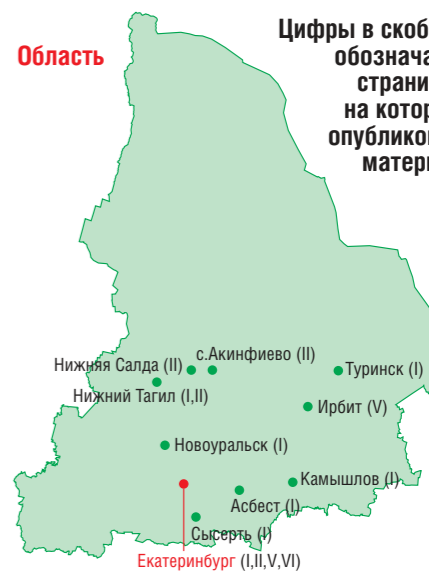 Область
Цифры в
обознача
страни
на котор
опубликов
матер
Нижняя Салда (II)
с.Акинфиево (II)
Туринск (I)
Нижний Тагил (I,II)
Ирбит (V)
Новоуральск (I)
Камышлов (I)
Асбест (I)
Сысерть (I)
Екатеринбург (I,II,V,VI)